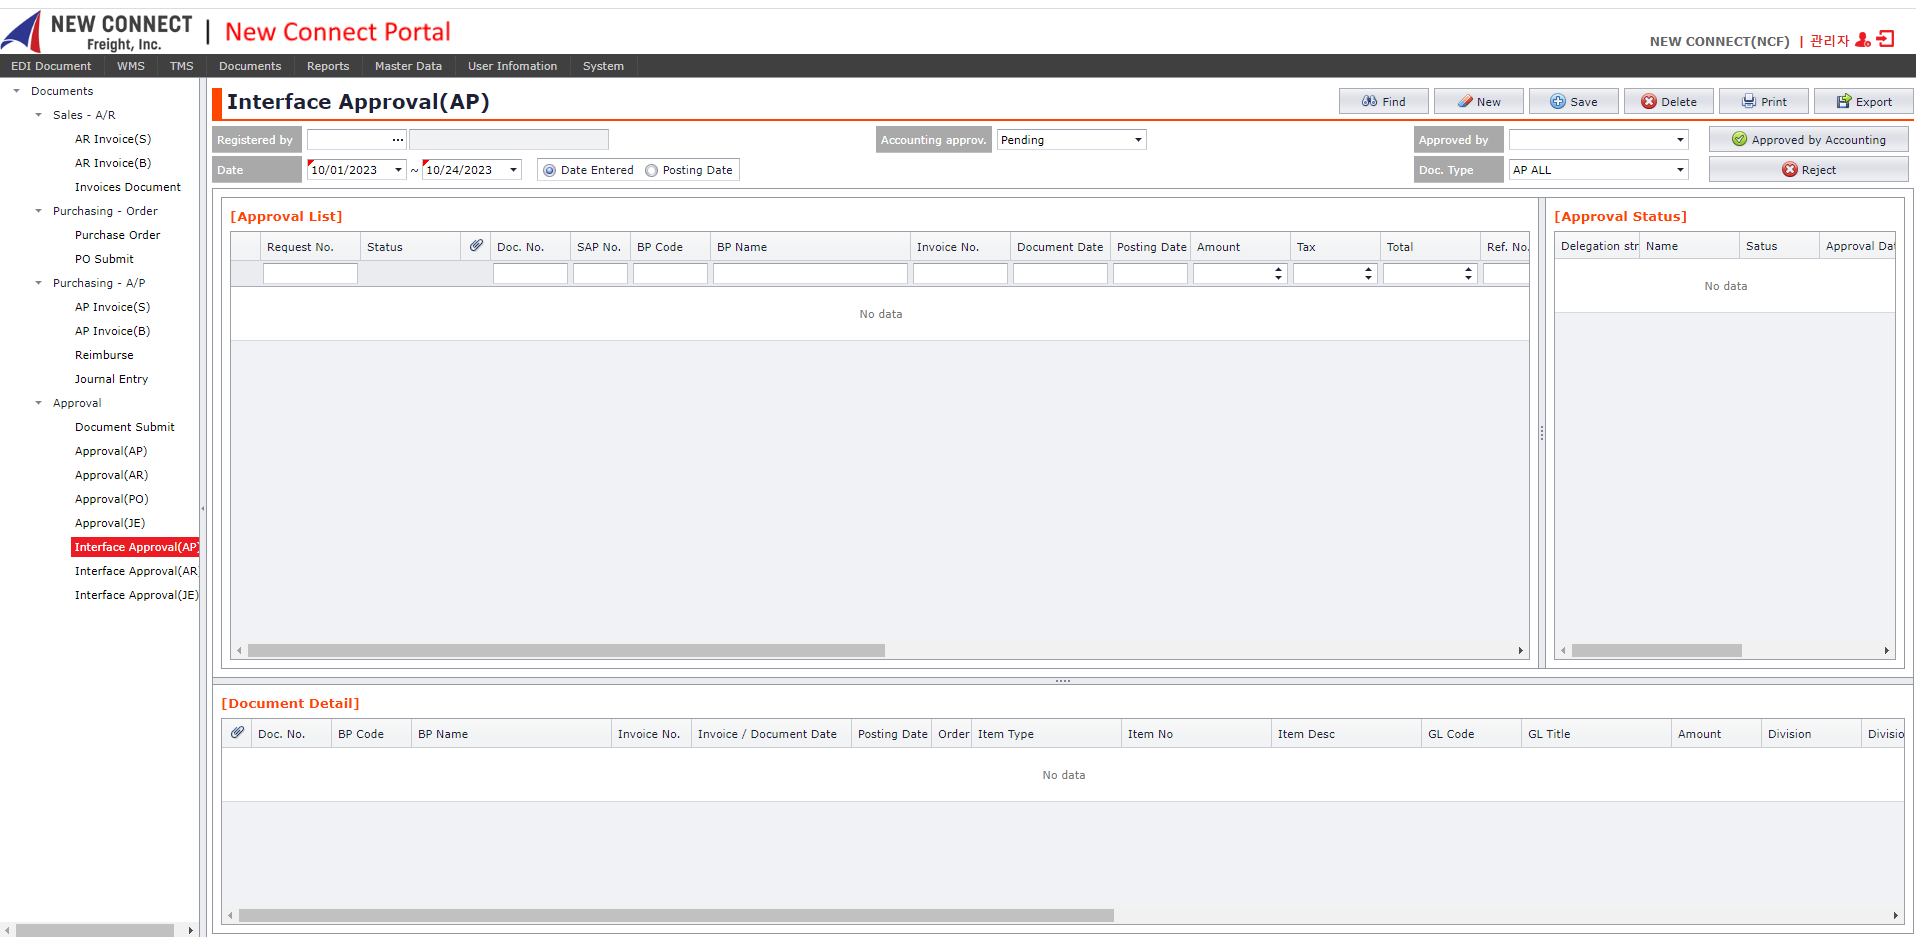 NEW CONNECT
Freight, Inc.
New Connect Portal
NEW CONNECT(NCF) | 관리자
EDI Document WMS TMS Documents Reports Master Data User Infomation System
Documents
Sales - A/R
AR Invoice(S)
AR Invoice(B)
Invoices Document
Purchasing - Order
Purchase Order
PO Submit
Purchasing - A/P
AP Invoice(S)
AP Invoice(B)
Reimburse
Journal Entry
Approval
Document Submit
Approval(AP)
Approval(AR)
Approval(PO)
Approval(JE)
Interface Approval(AP)
Interface Approval(AR)
Interface Approval(JE)
Interface Approval(AP)
Find New Save Delete Print Export
Registered by ··· Accounting approv. Pending Approved by Approved by Accounting
Date 10/01/2023 ~ 10/24/2023 Date Entered Posting Date Doc. Type AP ALL Reject
[Approval List]
Request No. Status Doc. No. SAP No. BP Code BP Name Invoice No. Document Date Posting Date Amount Tax Total Ref. No.
No data
[Approval Status]
Delegation str Name Satus Approval Dat
No data
[Document Detail]
Doc. No. BP Code BP Name Invoice No. Invoice / Document Date Posting Date Order Item Type Item No Item Desc GL Code GL Title Amount Division Divisio
No data